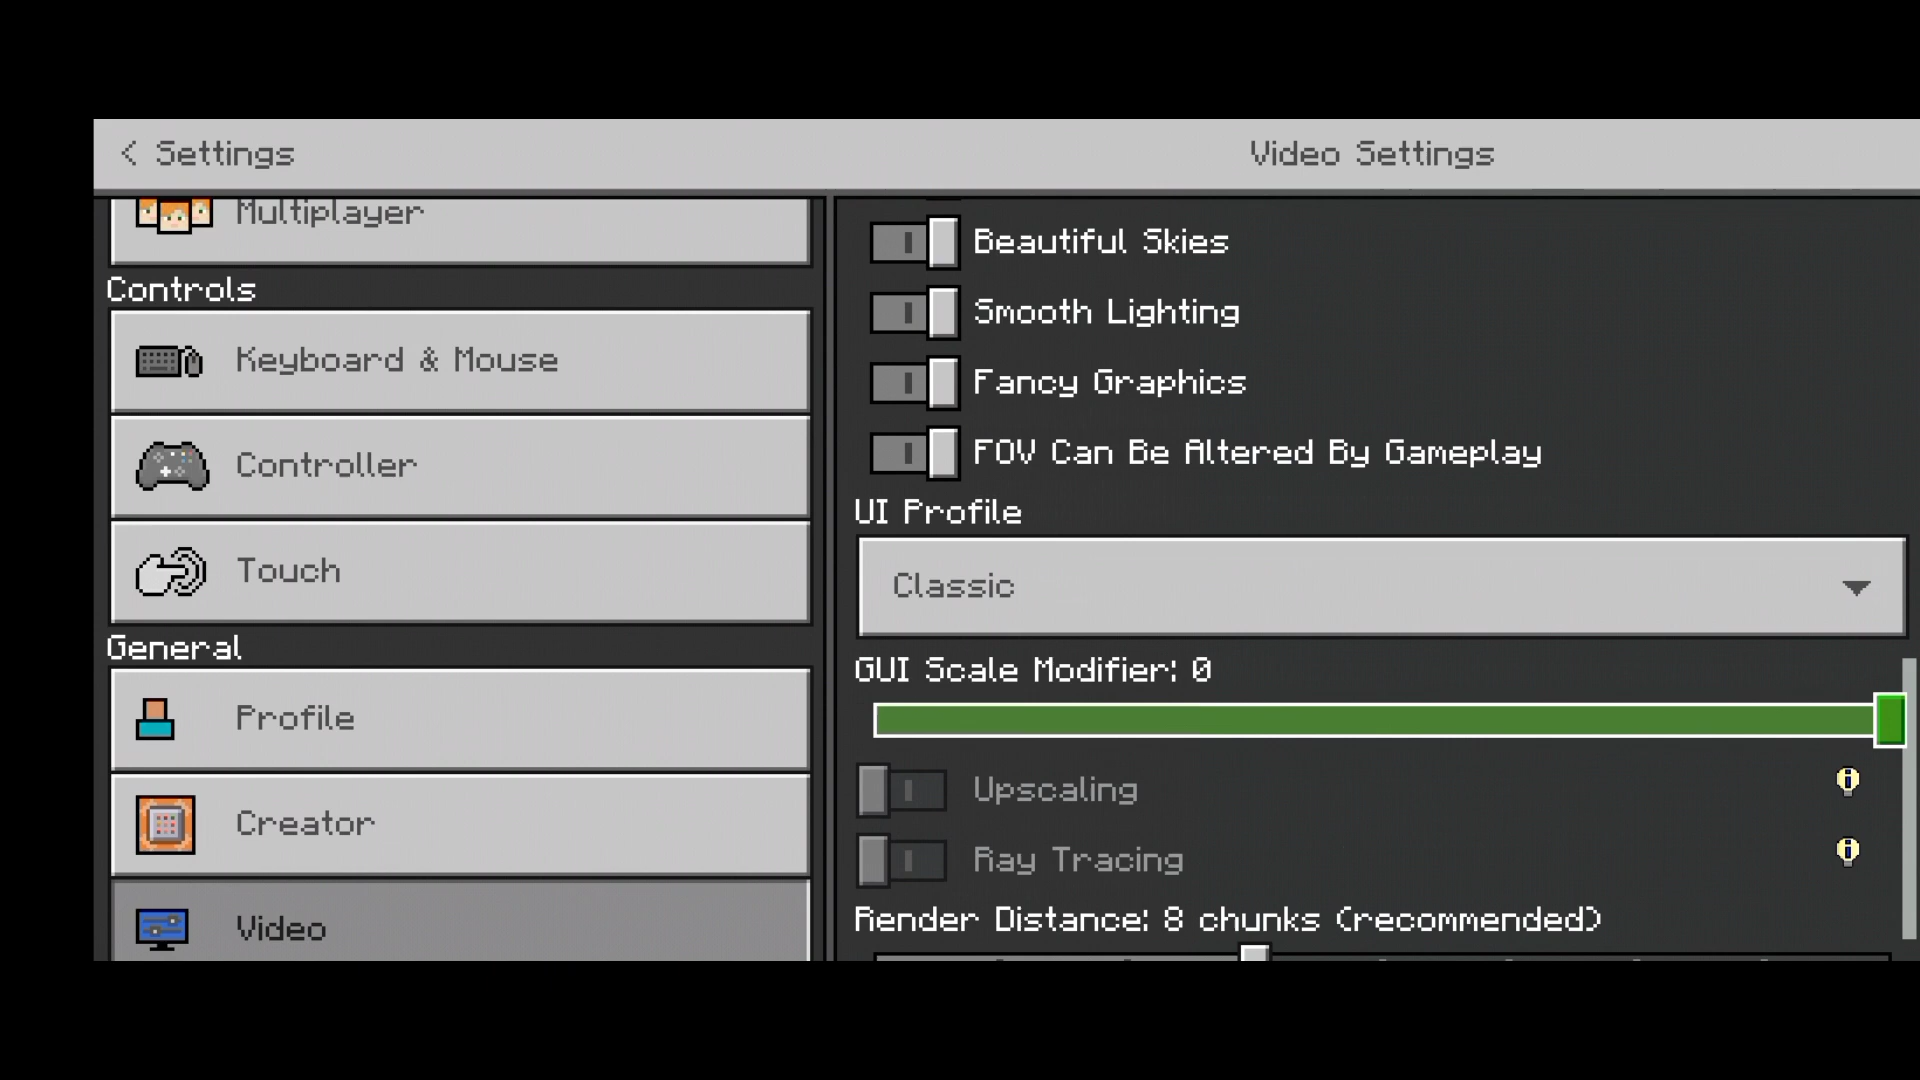 < Settings
Video Settings
Multiplayer
Controls
Keyboard & Mouse
Controller
Touch
General
Profile
Creator
Video
Beautiful Skies
Smooth Lighting
Fancy Graphics
FOV Can Be Altered By Gameplay
UI Profile
Classic
GUI Scale Modifier: 0
Upscaling
Ray Tracing
Render Distance: 8 chunks (recommended)